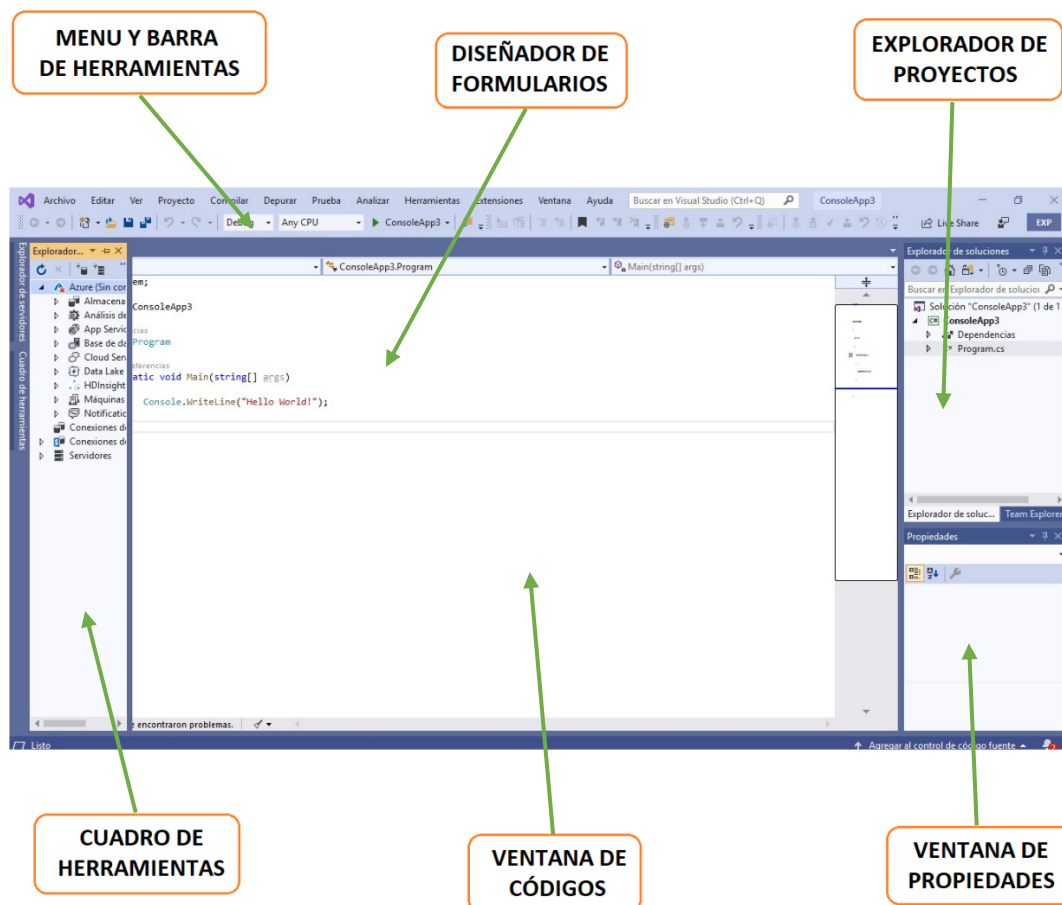 MENU Y BARRA
DE HERRAMIENTAS
DISEÑADOR DE
FORMULARIOS
EXPLORADOR DE
PROYECTOS
Archivo Editar Ver Proyecto Compilar Depurar Prueba Analizar Herramientas Extensiones Ventana Ayuda Buscar en Visual Studio (Ctrl+Q) ConsoleApp3
Debug Any CPU ConsoleApp3 Live Share EXP
Explorador de servidores
Cuadro de herramientas
Explorador...
Azure (Sin con
Almacena
Análisis de
App Servic
Base de da
Cloud Serv
Data Lake
HDInsight
Máquinas
Notificatic
Conexiones d
Conexiones d
Servidores
ConsoleApp3.Program Main(string[] args)
em;
ConsoleApp3
cias
Program
eferencias
atic void Main(string[] args)
Console.WriteLine("Hello World!");
e encontraron problemas.
Explorador de soluciones
Buscar en Explorador de solucion
Solución "ConsoleApp3" (1 de 1
ConsoleApp3
Dependencias
Program.cs
Explorador de soluc... Team Explorer
Propiedades
Listo Agregar al control de código fuente 2
CUADRO DE
HERRAMIENTAS
VENTANA DE
CÓDIGOS
VENTANA DE
PROPIEDADES